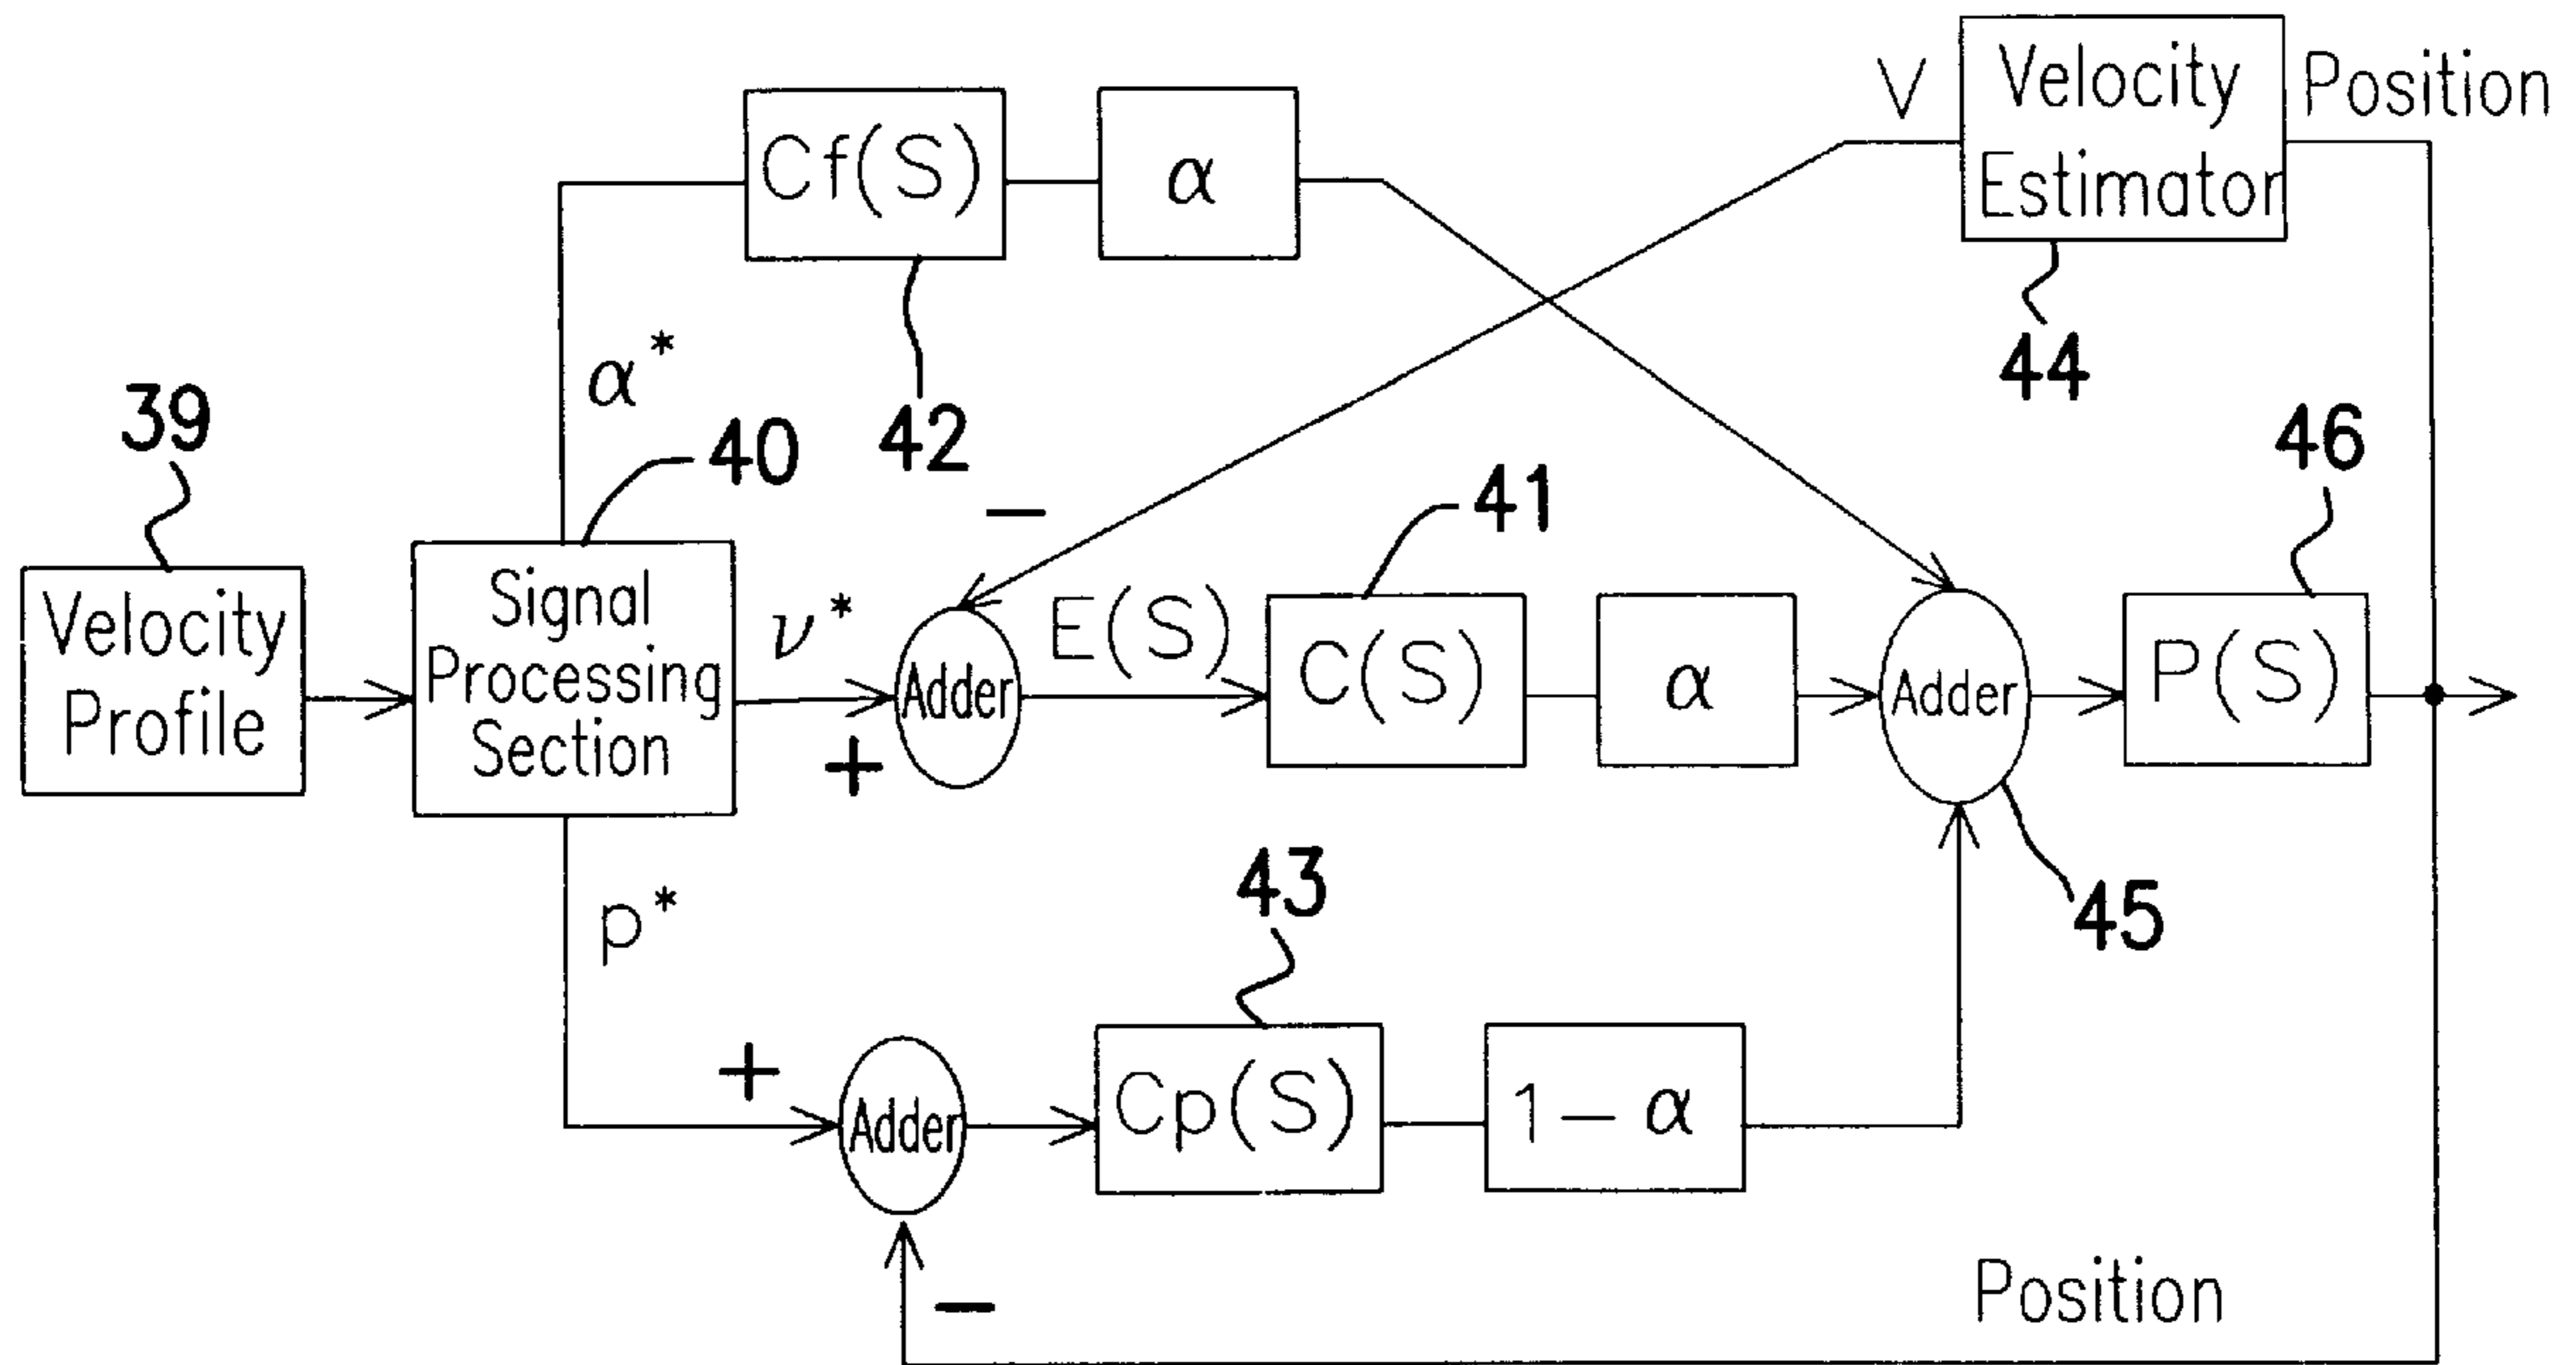 V
Velocity
Estimator
Position
Cf(S)
α
α*
42
44
39
40
41
46
Velocity
Profile
Signal
Processing
Section
ν*
−
+
Adder
E(S)
C(S)
α
Adder
P(S)
45
43
p*
+
Adder
Cp(S)
1−α
−
Position